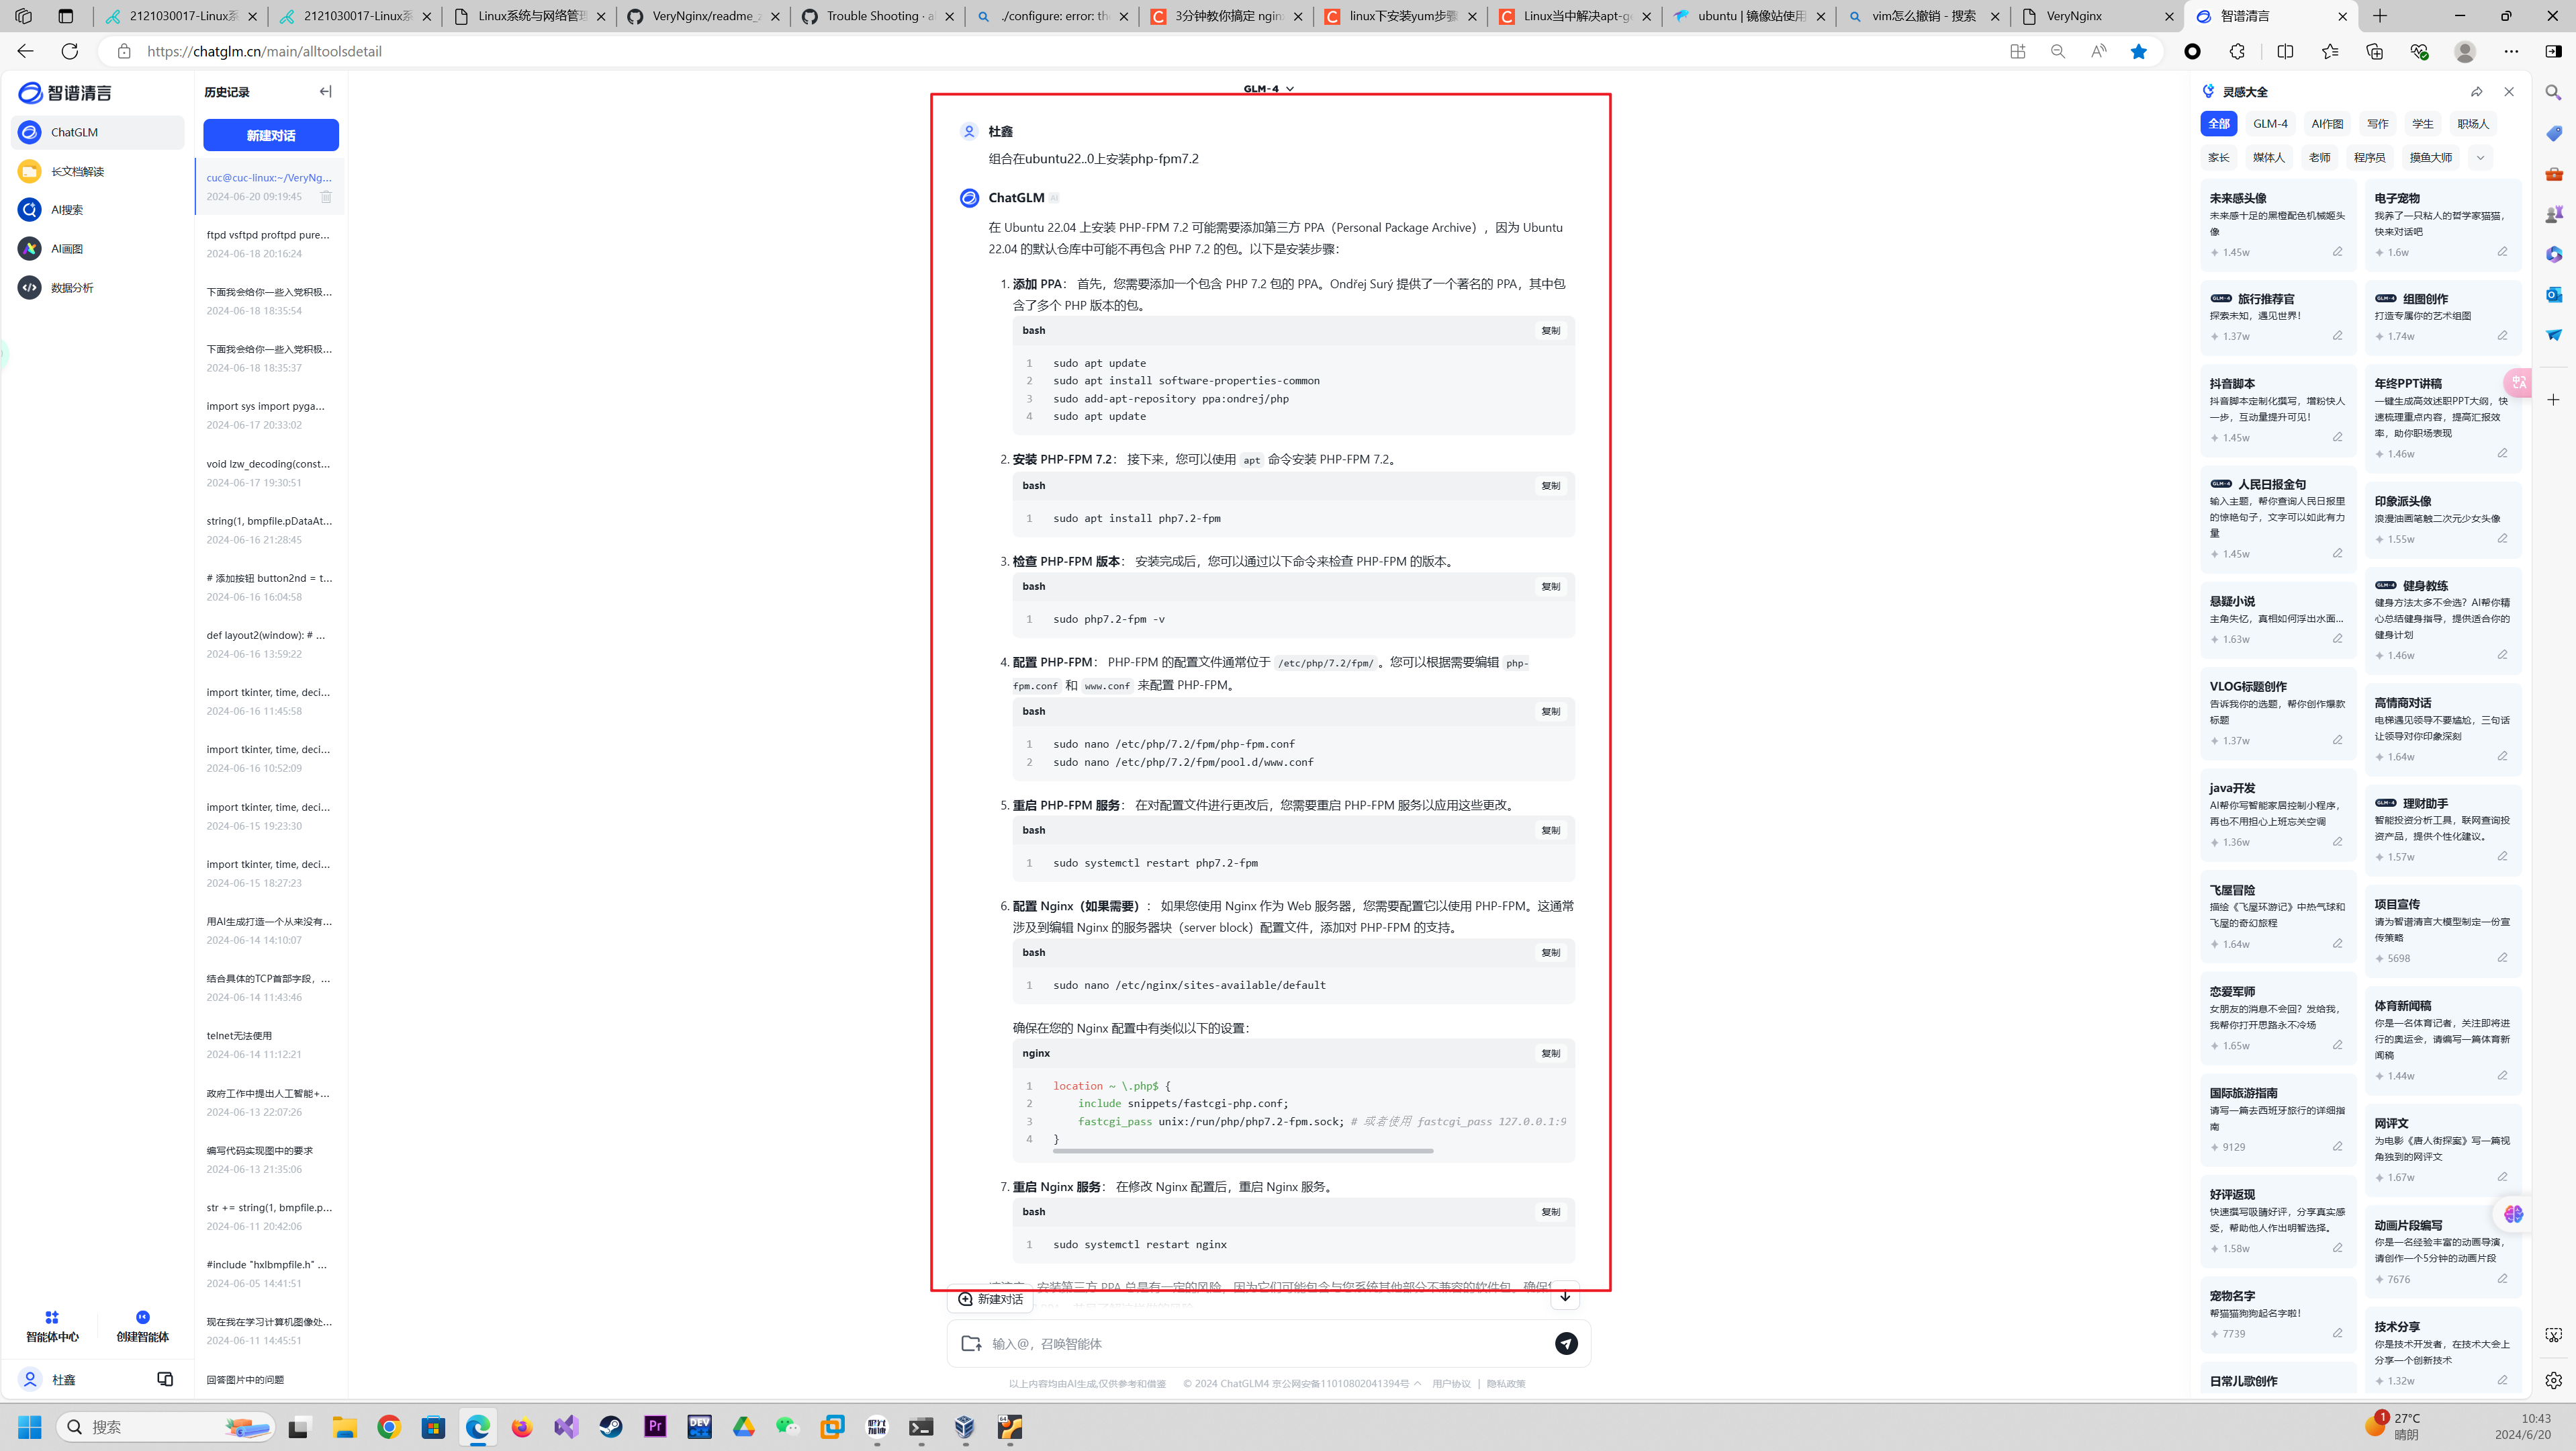 2121030017-Linux系
2121030017-Linux系
Linux系统与网络管理
VeryNginx/readme_z
Trouble Shooting · a
./configure: error: th
3分钟教你搞定 ngin
linux下安装yum步骤
Linux当中解决apt-ge
ubuntu | 镜像站使用
vim怎么撤销 - 搜索
VeryNginx
智谱清言
https://chatglm.cn/main/alltoolsdetail
智谱清言
ChatGLM
长文档解读
AI搜索
AI画图
数据分析
智能体中心
创建智能体
杜鑫
历史记录
新建对话
cuc@cuc-linux:~/VeryNg...
2024-06-20 09:19:45
ftpd vsftpd proftpd pure...
2024-06-18 20:16:24
下面我会给你一些入党积极...
2024-06-18 18:35:54
下面我会给你一些入党积极...
2024-06-18 18:35:37
import sys import pyga...
2024-06-17 20:33:02
void lzw_decoding(const...
2024-06-17 19:30:51
string(1, bmpfile.pDataAt...
2024-06-16 21:28:45
# 添加按钮 button2nd = t...
2024-06-16 16:04:58
def layout2(window): # ...
2024-06-16 13:59:22
import tkinter, time, deci...
2024-06-16 11:45:58
import tkinter, time, deci...
2024-06-16 10:52:09
import tkinter, time, deci...
2024-06-15 19:23:30
import tkinter, time, deci...
2024-06-15 18:27:23
用AI生成打造一个从来没有...
2024-06-14 14:10:07
结合具体的TCP首部字段，...
2024-06-14 11:43:46
telnet无法使用
2024-06-14 11:12:21
政府工作中提出人工智能+...
2024-06-13 22:07:26
编写代码实现图中的要求
2024-06-13 21:35:06
str += string(1, bmpfile.p...
2024-06-11 20:42:06
#include "hxlbmpfile.h" ...
2024-06-05 14:41:51
现在我在学习计算机图像处...
2024-06-11 14:45:51
回答图片中的问题
GLM-4
杜鑫
组合在ubuntu22..0上安装php-fpm7.2
ChatGLM AI
在 Ubuntu 22.04 上安装 PHP-FPM 7.2 可能需要添加第三方 PPA（Personal Package Archive），因为 Ubuntu
22.04 的默认仓库中可能不再包含 PHP 7.2 的包。以下是安装步骤：
1. 添加 PPA： 首先，您需要添加一个包含 PHP 7.2 包的 PPA。Ondřej Surý 提供了一个著名的 PPA，其中包
含了多个 PHP 版本的包。
bash 复制
1 sudo apt update
2 sudo apt install software-properties-common
3 sudo add-apt-repository ppa:ondrej/php
4 sudo apt update
2. 安装 PHP-FPM 7.2： 接下来，您可以使用 apt 命令安装 PHP-FPM 7.2。
bash 复制
1 sudo apt install php7.2-fpm
3. 检查 PHP-FPM 版本： 安装完成后，您可以通过以下命令来检查 PHP-FPM 的版本。
bash 复制
1 sudo php7.2-fpm -v
4. 配置 PHP-FPM： PHP-FPM 的配置文件通常位于 /etc/php/7.2/fpm/ 。您可以根据需要编辑 php-
fpm.conf 和 www.conf 来配置 PHP-FPM。
bash 复制
1 sudo nano /etc/php/7.2/fpm/php-fpm.conf
2 sudo nano /etc/php/7.2/fpm/pool.d/www.conf
5. 重启 PHP-FPM 服务： 在对配置文件进行更改后，您需要重启 PHP-FPM 服务以应用这些更改。
bash 复制
1 sudo systemctl restart php7.2-fpm
6. 配置 Nginx（如果需要）： 如果您使用 Nginx 作为 Web 服务器，您需要配置它以使用 PHP-FPM。这通常
涉及到编辑 Nginx 的服务器块（server block）配置文件，添加对 PHP-FPM 的支持。
bash 复制
1 sudo nano /etc/nginx/sites-available/default
确保在您的 Nginx 配置中有类似以下的设置：
nginx 复制
1 location ~ \.php$ {
2 include snippets/fastcgi-php.conf;
3 fastcgi_pass unix:/run/php/php7.2-fpm.sock; # 或者使用 fastcgi_pass 127.0.0.1:9
4 }
7. 重启 Nginx 服务： 在修改 Nginx 配置后，重启 Nginx 服务。
bash 复制
1 sudo systemctl restart nginx
安装第三方 PPA 总是有一定的风险，因为它们可能包含与您系统其他部分不兼容的软件包。确保
新建对话
输入@，召唤智能体
以上内容均由AI生成,仅供参考和借鉴 © 2024 ChatGLM4 京公网安备11010802041394号 用户协议 | 隐私政策
灵感大全
全部 GLM-4 AI作图 写作 学生 职场人
家长 媒体人 老师 程序员 摸鱼大师
未来感头像
未来感十足的黑橙配色机械姬头
像
1.45w
电子宠物
我养了一只粘人的哲学家猫猫，
快来对话吧
1.6w
GLM-4 旅行推荐官
探索未知，遇见世界！
1.37w
GLM-4 组图创作
打造专属你的艺术组图
1.74w
抖音脚本
抖音脚本定制化撰写，增粉快人
一步，互动量提升可见！
1.45w
年终PPT讲稿
一键生成高效述职PPT大纲，快
速梳理重点内容，提高汇报效
率，助你职场表现
1.46w
GLM-4 人民日报金句
输入主题，帮你查询人民日报里
的惊艳句子，文字可以如此有力
量
1.45w
印象派头像
浪漫油画笔触二次元少女头像
1.55w
悬疑小说
主角失忆，真相如何浮出水面...
1.63w
GLM-4 健身教练
健身方法太多不会选？AI帮你精
心总结健身指导，提供适合你的
健身计划
1.46w
VLOG标题创作
告诉我你的选题，帮你创作爆款
标题
1.37w
高情商对话
电梯遇见领导不要尴尬，三句话
让领导对你印象深刻
1.64w
java开发
AI帮你写智能家居控制小程序，
再也不用担心上班忘关空调
1.36w
GLM-4 理财助手
智能投资分析工具，联网查询投
资产品，提供个性化建议。
1.57w
飞屋冒险
描绘《飞屋环游记》中热气球和
飞屋的奇幻旅程
1.64w
项目宣传
请为智谱清言大模型制定一份宣
传策略
5698
恋爱军师
女朋友的消息不会回？发给我，
我帮你打开思路永不冷场
1.65w
体育新闻稿
你是一名体育记者，关注即将进
行的奥运会，请编写一篇体育新
闻稿
1.44w
国际旅游指南
请写一篇去西班牙旅行的详细指
南
9129
网评文
为电影《唐人街探案》写一篇视
角独到的网评文
1.67w
好评返现
快速撰写吸睛好评，分享真实感
受，帮助他人作出明智选择。
1.58w
动画片段编写
你是一名经验丰富的动画导演，
请创作一个5分钟的动画片段
7676
宠物名字
帮猫猫狗狗起名字啦！
7739
技术分享
你是技术开发者，在技术大会上
分享一个创新技术
1.32w
日常儿歌创作
搜索
27°C
晴朗
10:43
2024/6/20